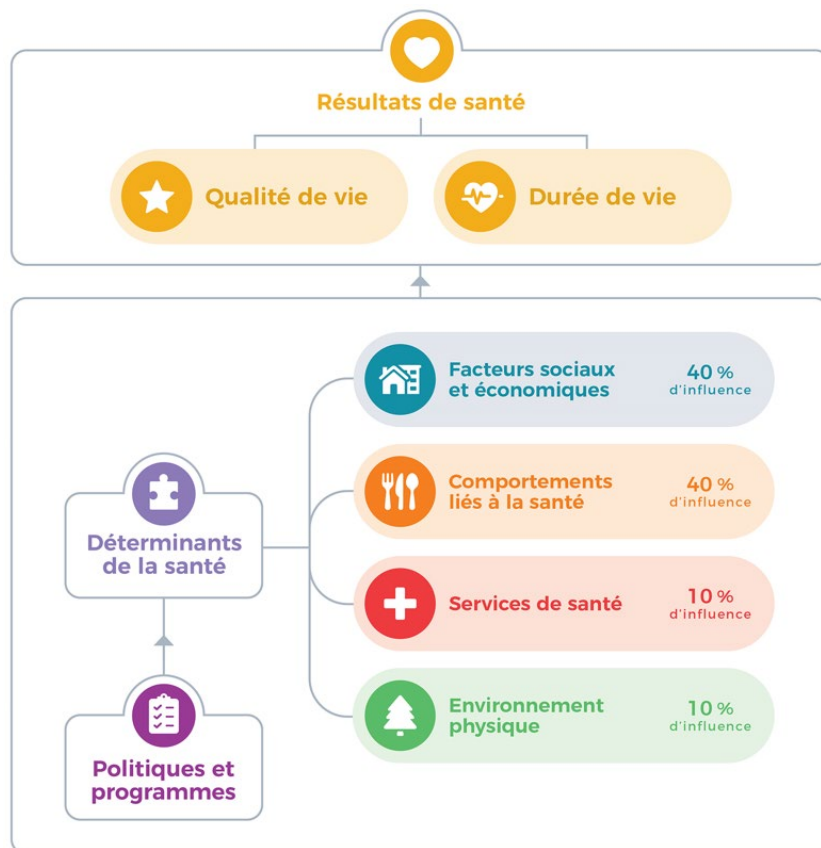 Résultats de santé
Qualité de vie
Durée de vie
Facteurs sociaux
et économiques
40 %
d'influence
Comportements
liés à la santé
40 %
d'influence
Déterminants
de la santé
Services de santé
10 %
d'influence
Environnement
physique
10 %
d'influence
Politiques et
programmes